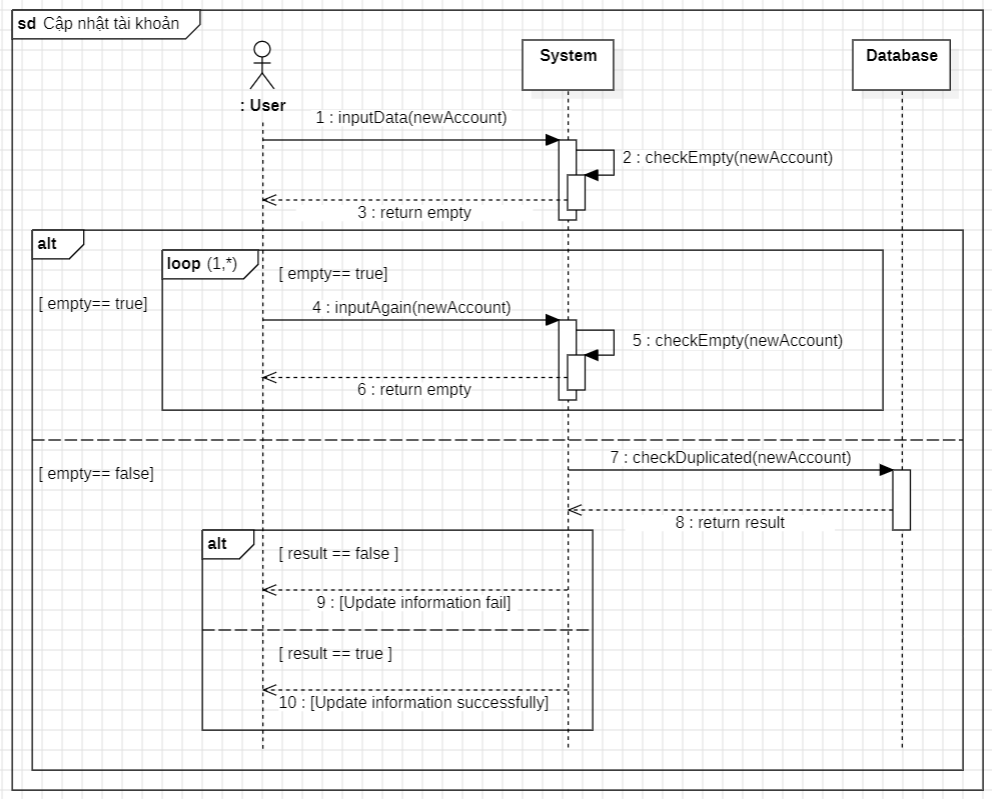 sd Cập nhật tài khoản
System
Database
: User
1 : inputData(newAccount)
2 : checkEmpty(newAccount)
3 : return empty
alt
loop (1,*)
[ empty== true]
[ empty== true]
4 : inputAgain(newAccount)
5 : checkEmpty(newAccount)
6 : return empty
[ empty== false]
7 : checkDuplicated(newAccount)
8 : return result
alt
[ result == false ]
9 : [Update information fail]
[ result == true ]
10 : [Update information successfully]